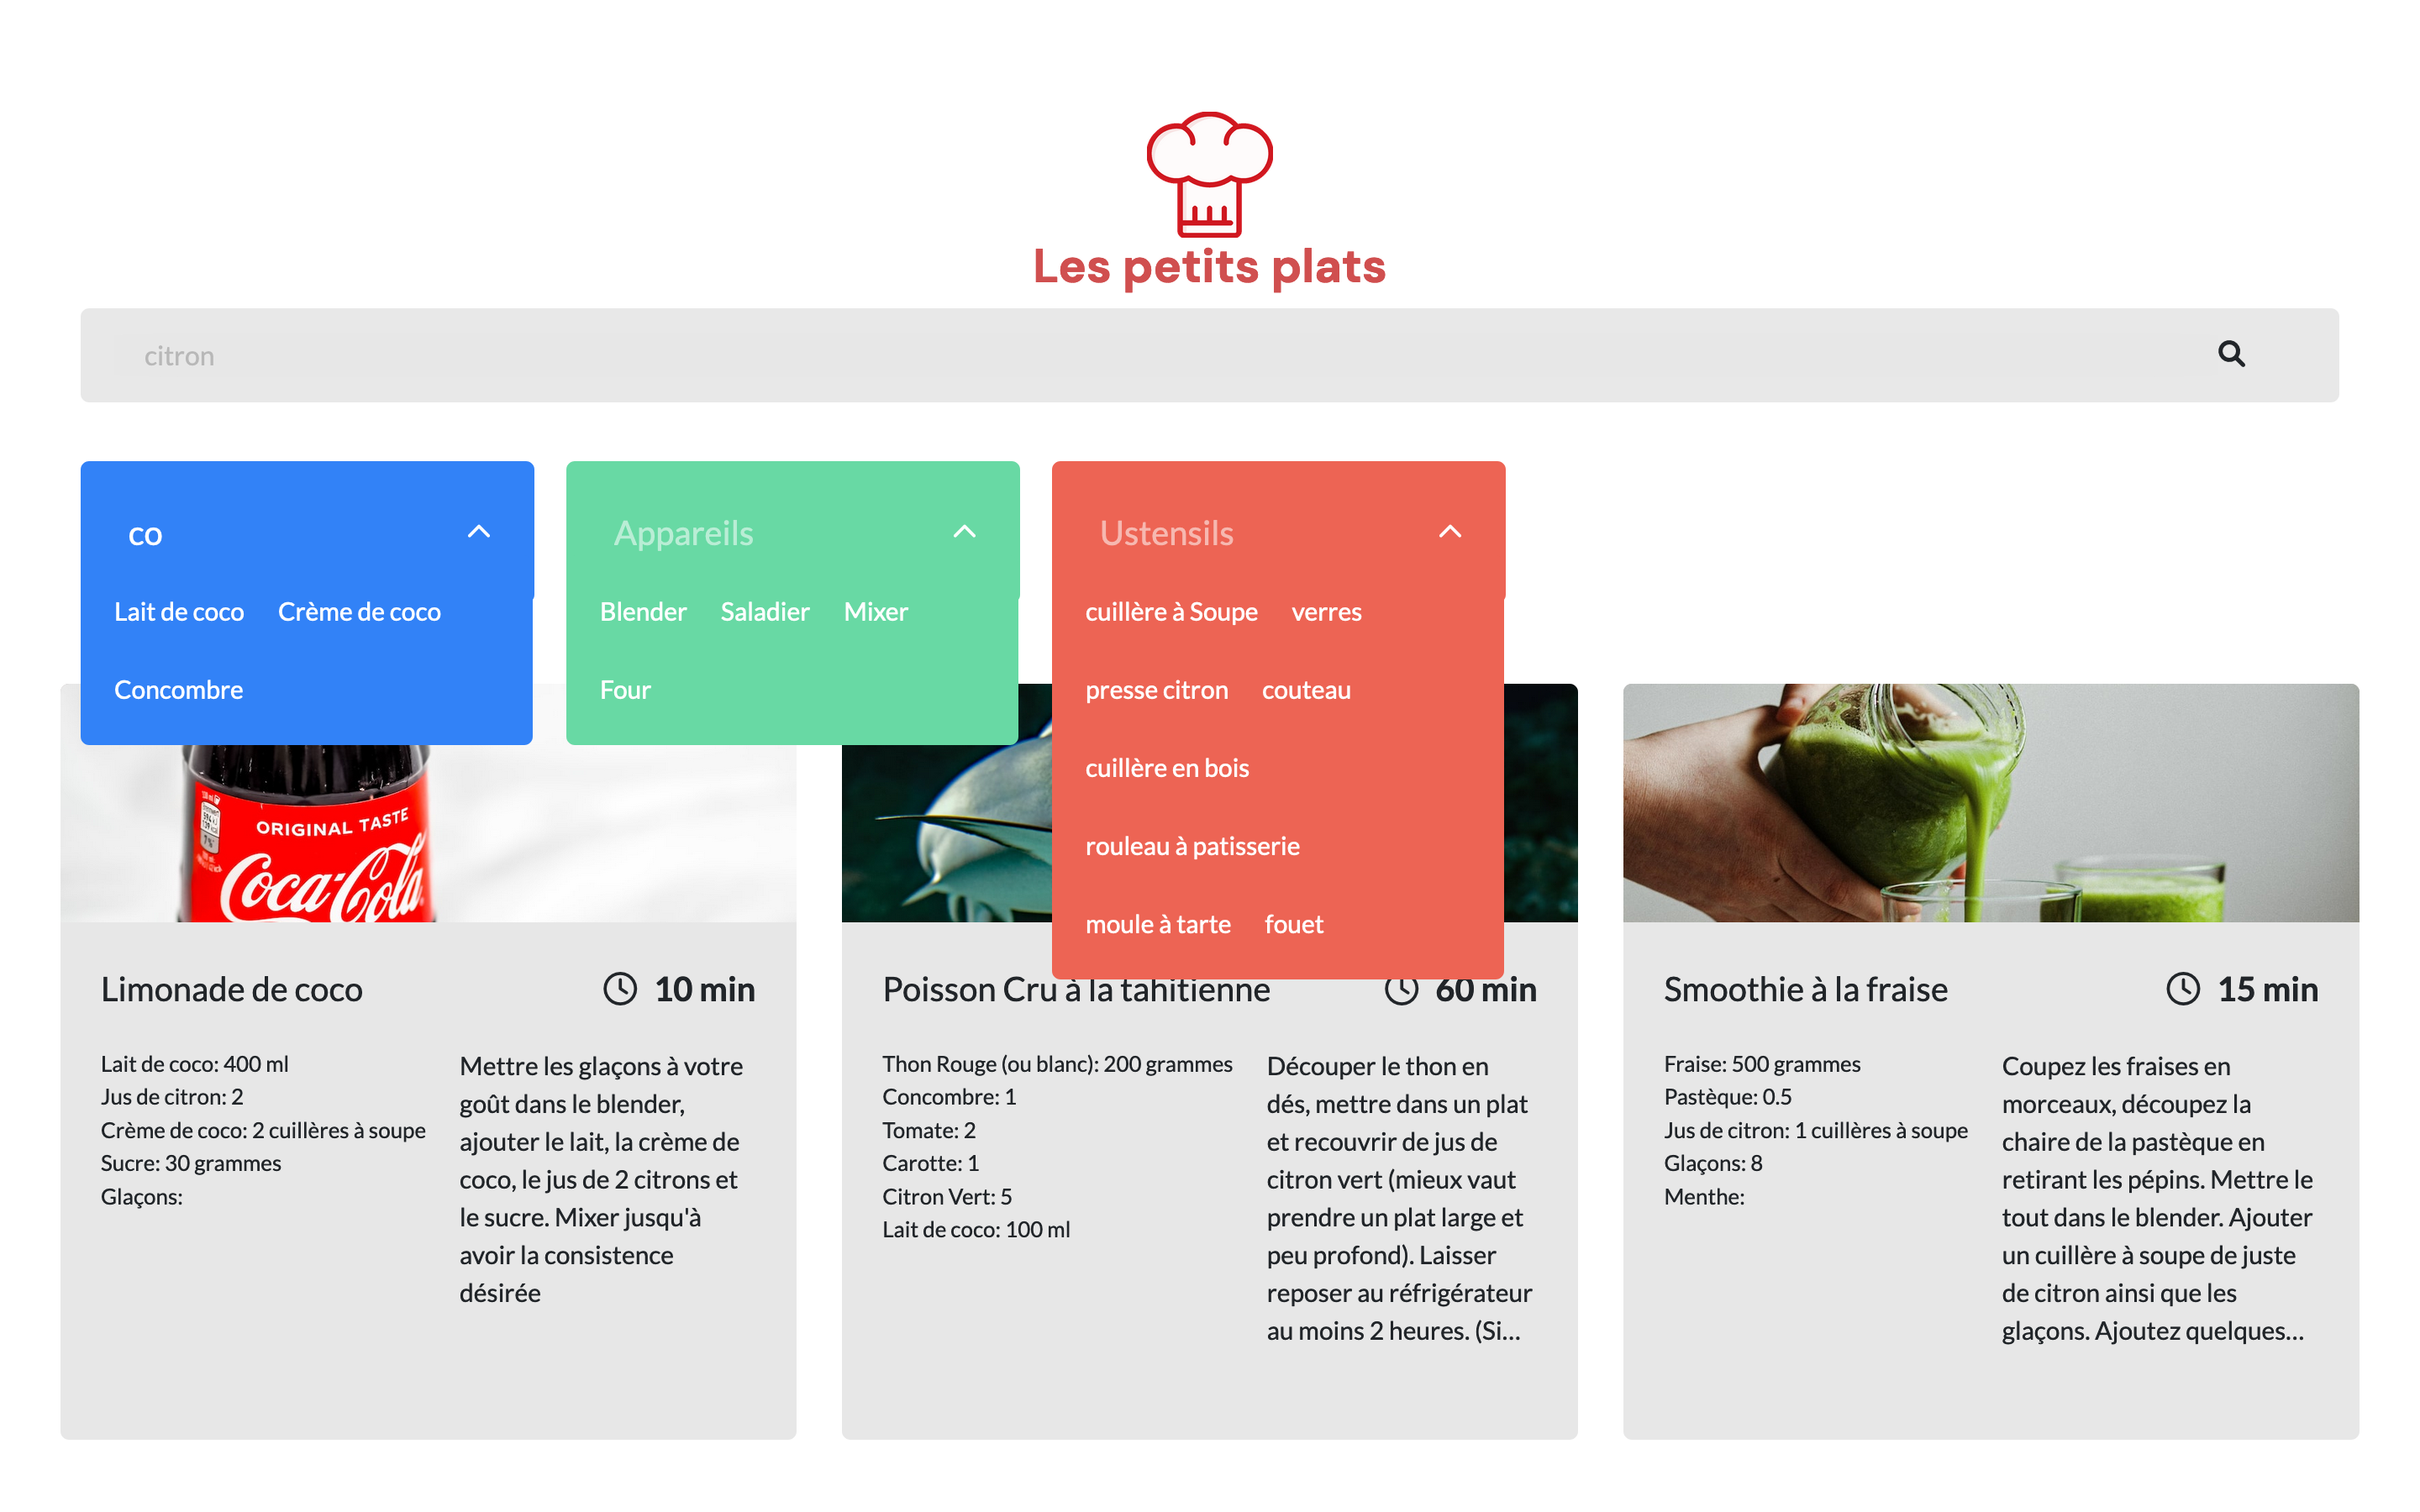 Les petits plats
citron
co
Lait de coco Crème de coco
Concombre
Appareils
Blender Saladier Mixer
Four
Ustensils
cuillère à Soupe verres
presse citron couteau
cuillère en bois
rouleau à patisserie
moule à tarte fouet
ORIGINAL TASTE
Coca-Cola
Limonade de coco 10 min
Lait de coco: 400 ml
Jus de citron: 2
Crème de coco: 2 cuillères à soupe
Sucre: 30 grammes
Glaçons:
Mettre les glaçons à votre
goût dans le blender,
ajouter le lait, la crème de
coco, le jus de 2 citrons et
le sucre. Mixer jusqu'à
avoir la consistence
désirée
Poisson Cru à la tahitienne 60 min
Thon Rouge (ou blanc): 200 grammes
Concombre: 1
Tomate: 2
Carotte: 1
Citron Vert: 5
Lait de coco: 100 ml
Découper le thon en
dés, mettre dans un plat
et recouvrir de jus de
citron vert (mieux vaut
prendre un plat large et
peu profond). Laisser
reposer au réfrigérateur
au moins 2 heures. (Si...
Smoothie à la fraise 15 min
Fraise: 500 grammes
Pastèque: 0.5
Jus de citron: 1 cuillères à soupe
Glaçons: 8
Menthe:
Coupez les fraises en
morceaux, découpez la
chaire de la pastèque en
retirant les pépins. Mettre le
tout dans le blender. Ajouter
un cuillère à soupe de juste
de citron ainsi que les
glaçons. Ajoutez quelques...